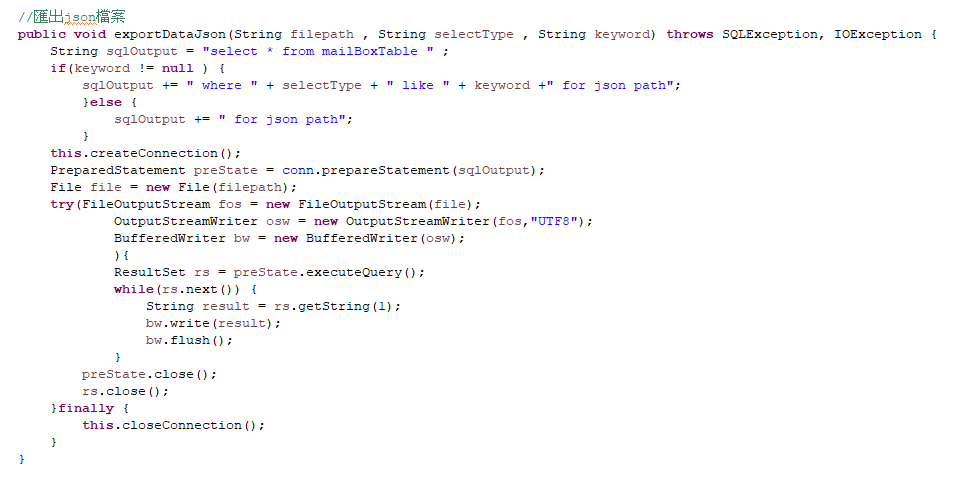 //匯出json檔案
public void exportDataJson(String filepath , String selectType , String keyword) throws SQLException, IOException {
    String sqlOutput = "select * from mailBoxTable " ;
    if(keyword != null ) {
        sqlOutput += " where " + selectType + " like " + keyword +" for json path";
        }else {
            sqlOutput += " for json path";
        }
    this.createConnection();
    PreparedStatement preState = conn.prepareStatement(sqlOutput);
    File file = new File(filepath);
    try(FileOutputStream fos = new FileOutputStream(file);
            OutputStreamWriter osw = new OutputStreamWriter(fos,"UTF8");
            BufferedWriter bw = new BufferedWriter(osw);
            ){
            ResultSet rs = preState.executeQuery();
            while(rs.next()) {
                String result = rs.getString(1);
                bw.write(result);
                bw.flush();
            }
        preState.close();
        rs.close();
    }finally {
        this.closeConnection();
    }
}